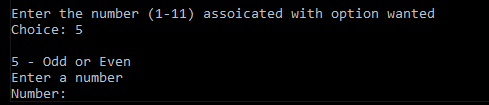 Enter the number (1-11) assoicated with option wanted
Choice: 5
5 - Odd or Even
Enter a number
Number: